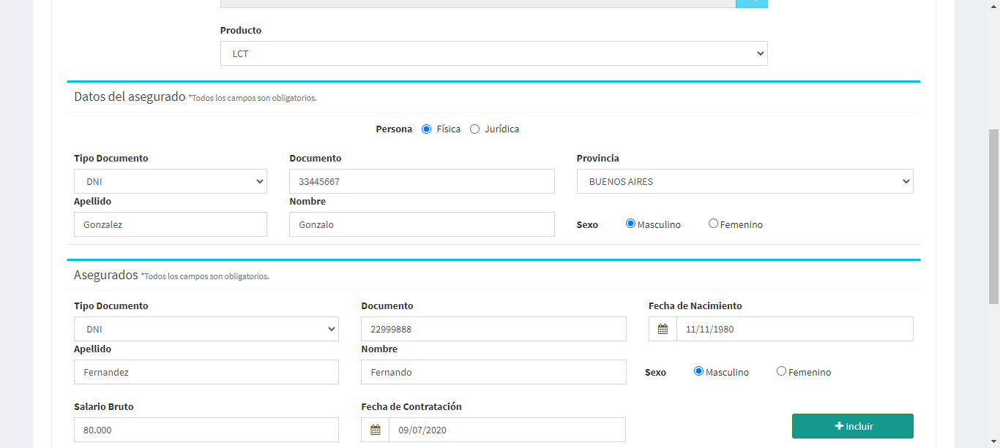 Producto
LCT
Datos del asegurado *Todos los campos son obligatorios.
Persona Física Jurídica
Tipo Documento Documento Provincia
DNI 33445667 BUENOS AIRES
Apellido Nombre
Gonzalez Gonzalo Sexo Masculino Femenino
Asegurados *Todos los campos son obligatorios.
Tipo Documento Documento Fecha de Nacimiento
DNI 22999888 11/11/1980
Apellido Nombre
Fernandez Fernando Sexo Masculino Femenino
Salario Bruto Fecha de Contratación
80.000 09/07/2020 Incluir